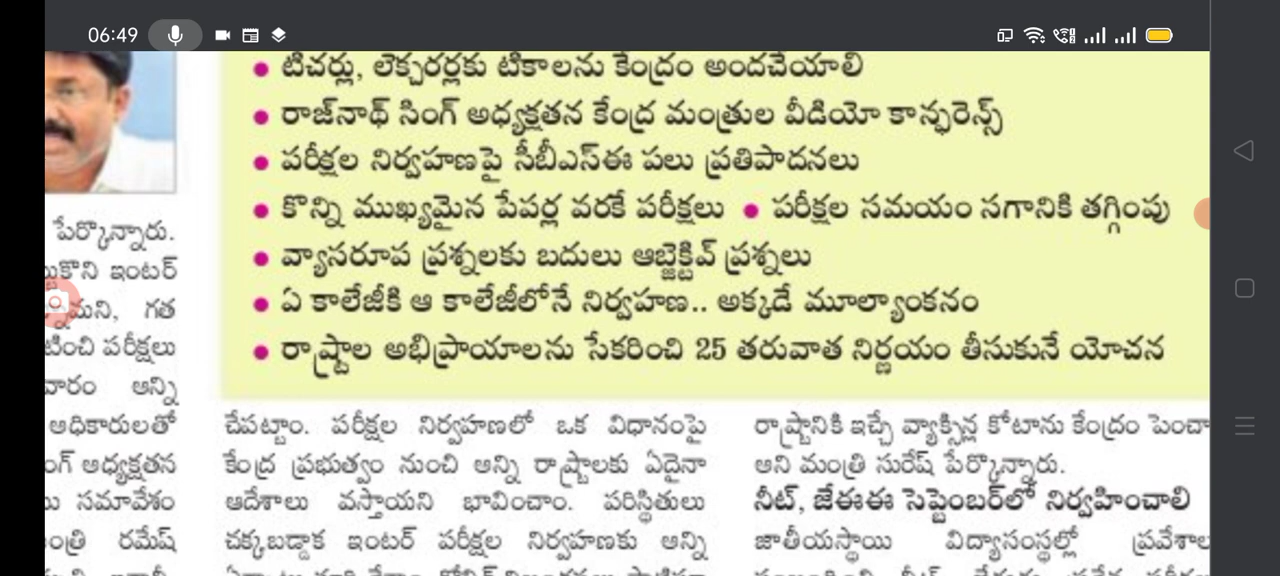 06:49
టీచర్లు, లెక్చరర్లకు టీకాలను కేంద్రం అందచేయాలి
● రాజ్‌నాథ్ సింగ్ అధ్యక్షతన కేంద్ర మంత్రుల వీడియో కాన్ఫరెన్స్
● పరీక్షల నిర్వహణపై సీబీఎస్ఈ పలు ప్రతిపాదనలు
● కొన్ని ముఖ్యమైన పేపర్ల వరకే పరీక్షలు ● పరీక్షల సమయం సగానికి తగ్గింపు
● వ్యాసరూప ప్రశ్నలకు బదులు ఆబ్జెక్టివ్ ప్రశ్నలు
● ఏ కాలేజీకి ఆ కాలేజీలోనే నిర్వహణ.. అక్కడే మూల్యాంకనం
● రాష్ట్రాల అభిప్రాయాలను సేకరించి 25 తరువాత నిర్ణయం తీసుకునే యోచన
పేర్కొన్నారు.
ఇంటర్
గత
పరీక్షలు
అన్ని
అధికారులతో
అధ్యక్షతన
సమావేశం
రమేష్
చేపట్టాం. పరీక్షల నిర్వహణలో ఒక విధానంపై
కేంద్ర ప్రభుత్వం నుంచి అన్ని రాష్ట్రాలకు ఏదైనా
ఆదేశాలు వస్తాయని భావించాం. పరిస్థితులు
చక్కబడ్డాక ఇంటర్ పరీక్షల నిర్వహణకు అన్ని
రాష్ట్రానికి ఇచ్చే వ్యాక్సిన్ల కోటాను కేంద్రం పెంచా
అని మంత్రి సురేష్ పేర్కొన్నారు.
నీట్, జేఈఈ సెప్టెంబర్‌లో నిర్వహించాలి
జాతీయస్థాయి విద్యాసంస్థల్లో ప్రవేశాల